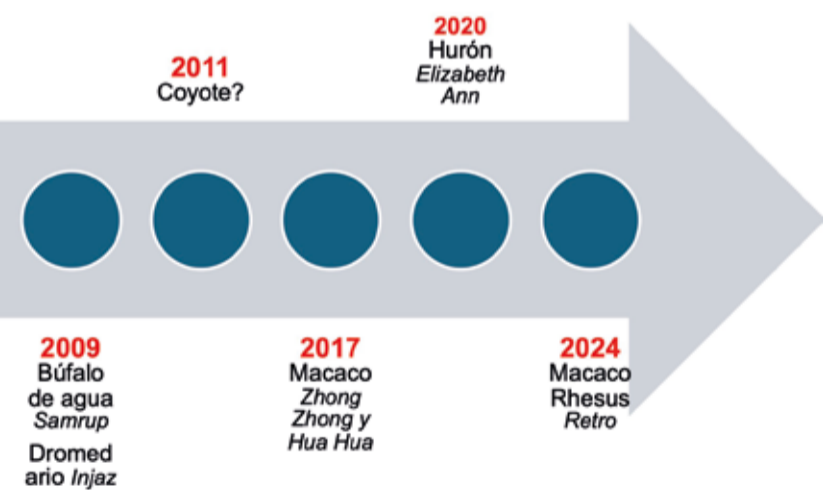 2009
Búfalo
de agua
Samrup
Dromed
ario Injaz
2011
Coyote?
2017
Macaco
Zhong
Zhong y
Hua Hua
2020
Hurón
Elizabeth
Ann
2024
Macaco
Rhesus
Retro